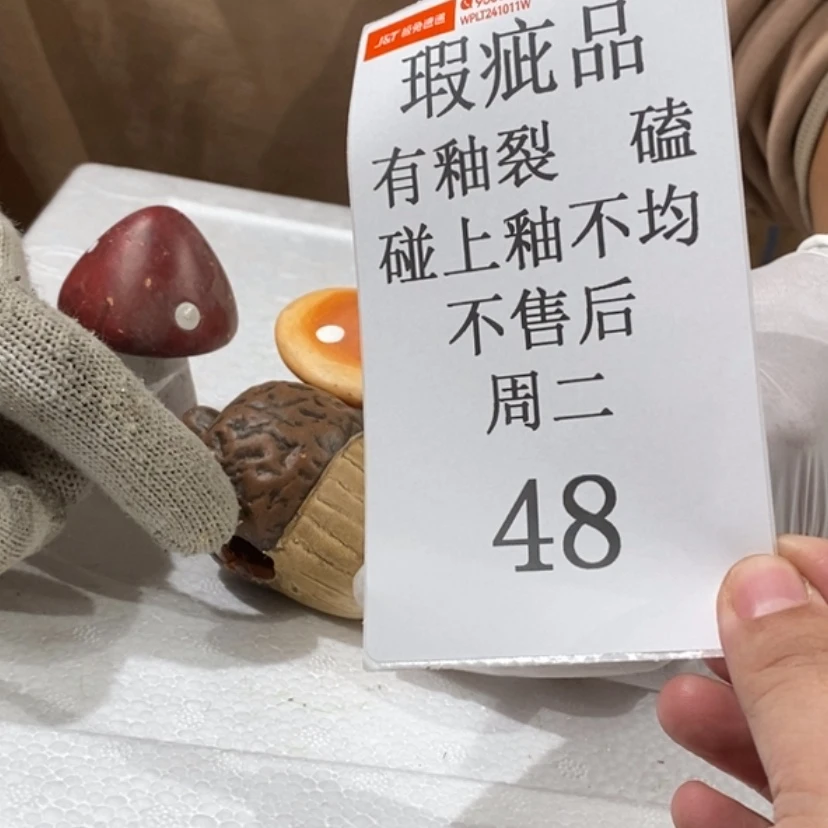 J&T极兔速递
WPLT241011W
瑕疵品
有釉裂 磕
碰上釉不均
不售后
周二
48